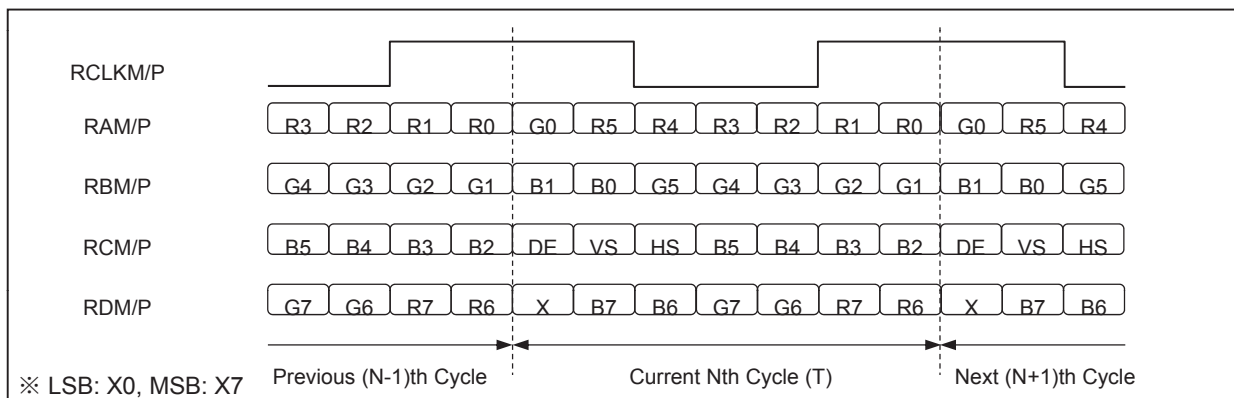 RCLKM/P
RAM/P R3 R2 R1 R0 G0 R5 R4 R3 R2 R1 R0 G0 R5 R4
RBM/P G4 G3 G2 G1 B1 B0 G5 G4 G3 G2 G1 B1 B0 G5
RCM/P B5 B4 B3 B2 DE VS HS B5 B4 B3 B2 DE VS HS
RDM/P G7 G6 R7 R6 X B7 B6 G7 G6 R7 R6 X B7 B6
※ LSB: X0, MSB: X7 Previous (N-1)th Cycle Current Nth Cycle (T) Next (N+1)th Cycle